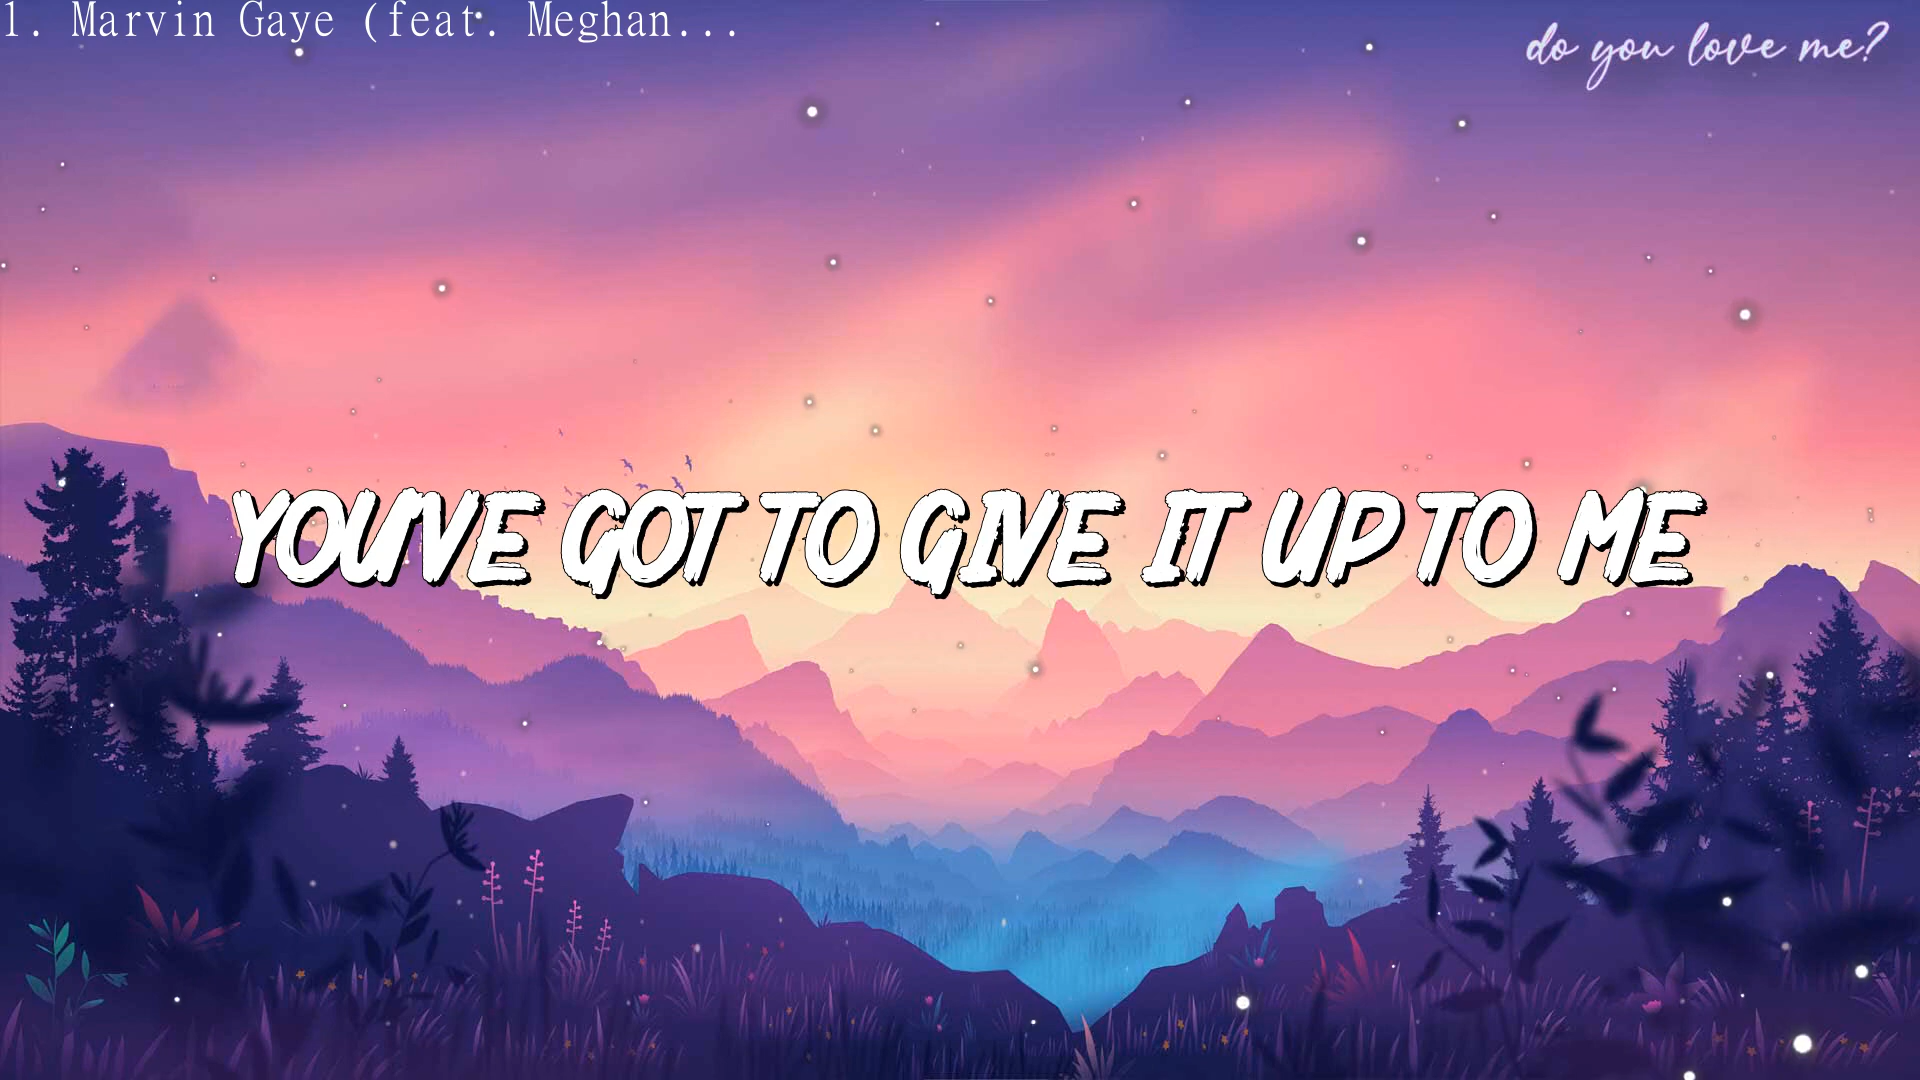 1. Marvin Gaye (feat. Meghan...
do you love me?
YOU'VE GOT TO GIVE IT UP TO ME